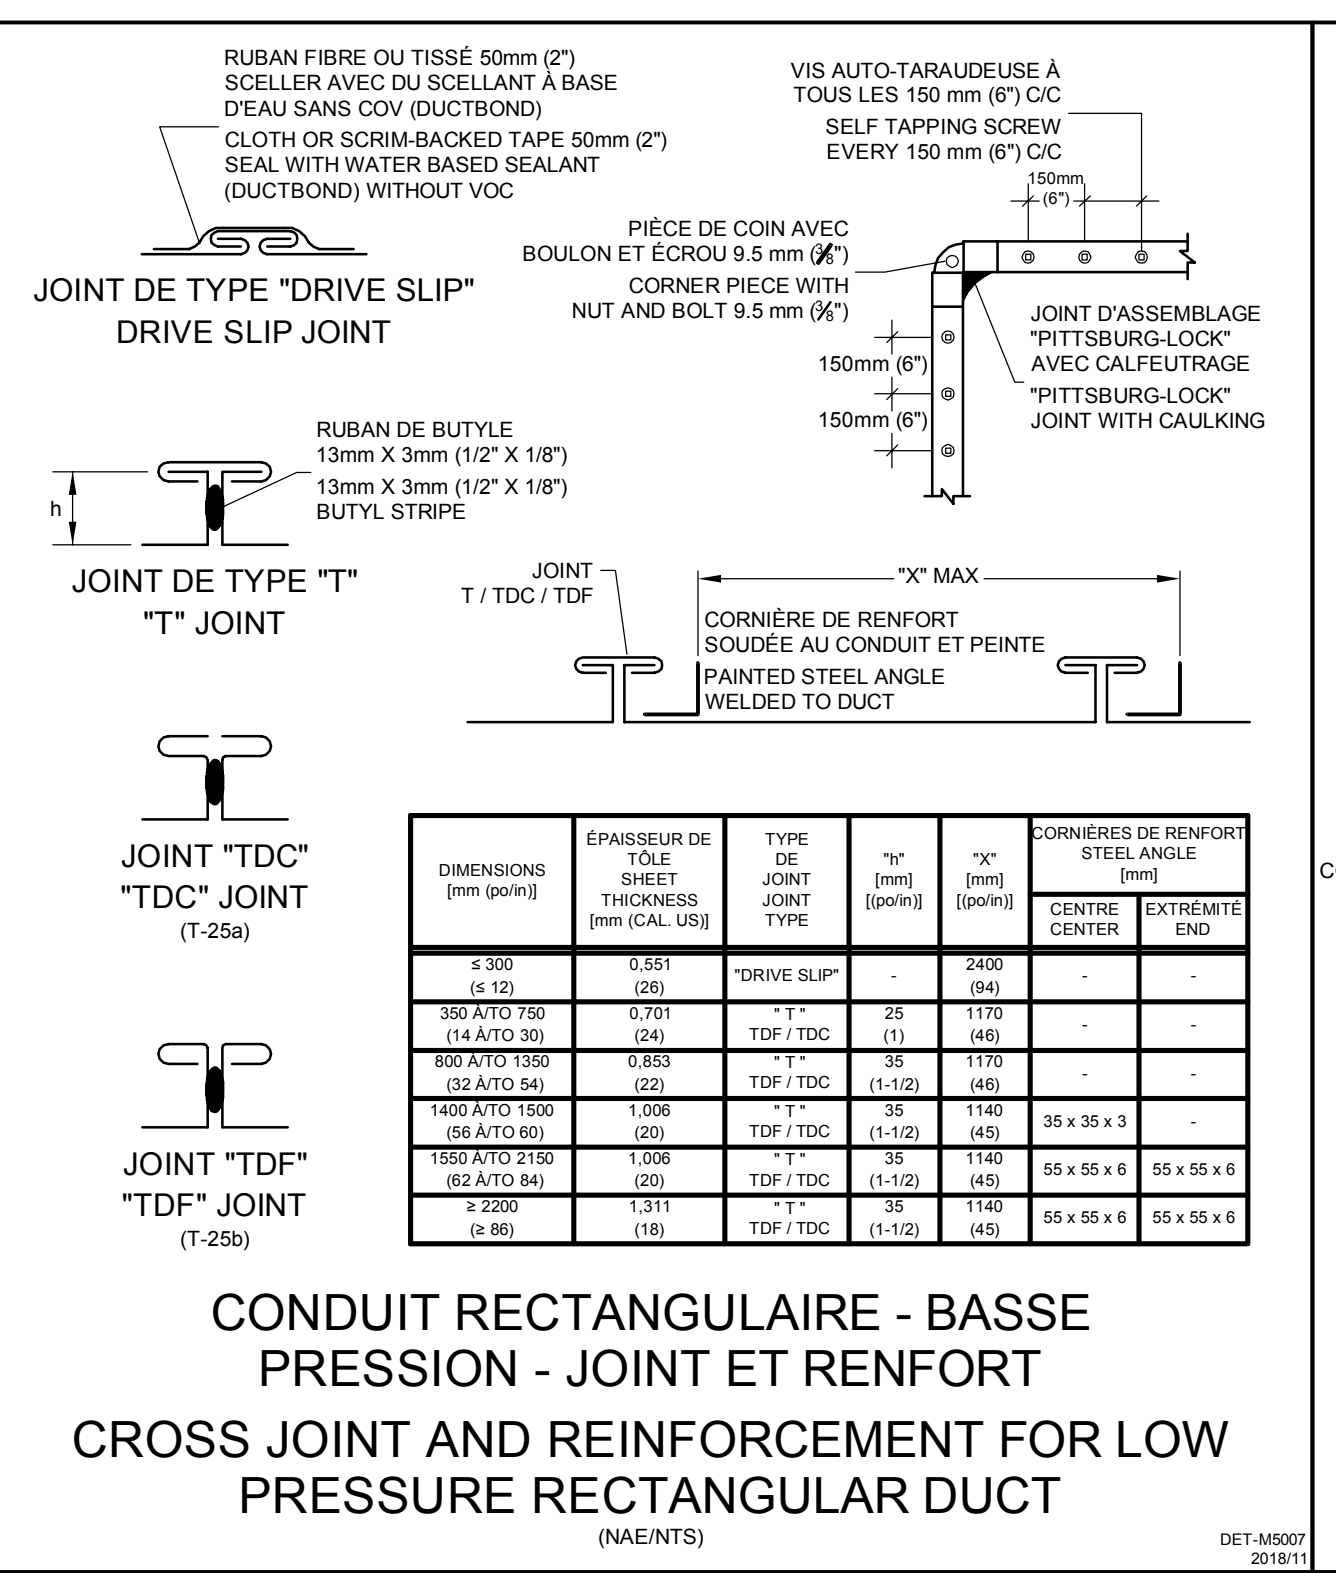 RUBAN FIBRE OU TISSÉ 50mm (2")
SCELLER AVEC DU SCELLANT À BASE
D'EAU SANS COV (DUCTBOND)
CLOTH OR SCRIM-BACKED TAPE 50mm (2")
SEAL WITH WATER BASED SEALANT
(DUCTBOND) WITHOUT VOC
JOINT DE TYPE "DRIVE SLIP"
DRIVE SLIP JOINT
VIS AUTO-TARAUDEUSE À
TOUS LES 150 mm (6") C/C
SELF TAPPING SCREW
EVERY 150 mm (6") C/C
150mm
(6")
PIÈCE DE COIN AVEC
BOULON ET ÉCROU 9.5 mm (3/8")
CORNER PIECE WITH
NUT AND BOLT 9.5 mm (3/8")
150mm (6")
150mm (6")
JOINT D'ASSEMBLAGE
"PITTSBURG-LOCK"
AVEC CALFEUTRAGE
"PITTSBURG-LOCK"
JOINT WITH CAULKING
RUBAN DE BUTYLE
13mm X 3mm (1/2" X 1/8")
13mm X 3mm (1/2" X 1/8")
BUTYL STRIPE
h
JOINT DE TYPE "T"
"T" JOINT
JOINT
T / TDC / TDF
"X" MAX
CORNIÈRE DE RENFORT
SOUDÉE AU CONDUIT ET PEINTE
PAINTED STEEL ANGLE
WELDED TO DUCT
JOINT "TDC"
"TDC" JOINT
(T-25a)
JOINT "TDF"
"TDF" JOINT
(T-25b)
DIMENSIONS
[mm (po/in)]
ÉPAISSEUR DE
TÔLE
SHEET
THICKNESS
[mm (CAL. US)]
TYPE
DE
JOINT
JOINT
TYPE
"h"
[mm]
[(po/in)]
"X"
[mm]
[(po/in)]
CORNIÈRES DE RENFORT
STEEL ANGLE
[mm]
CENTRE
CENTER
EXTRÉMITÉ
END
≤ 300 0,551 "DRIVE SLIP" - 2400 - -
(≤ 12) (26) (94)
350 À/TO 750 0,701 " T " 25 1170 - -
(14 À/TO 30) (24) TDF / TDC (1) (46)
800 À/TO 1350 0,853 " T " 35 1170 - -
(32 À/TO 54) (22) TDF / TDC (1-1/2) (46)
1400 À/TO 1500 1,006 " T " 35 1140 35 x 35 x 3 -
(56 À/TO 60) (20) TDF / TDC (1-1/2) (45)
1550 À/TO 2150 1,006 " T " 35 1140 55 x 55 x 6 55 x 55 x 6
(62 À/TO 84) (20) TDF / TDC (1-1/2) (45)
≥ 2200 1,311 " T " 35 1140 55 x 55 x 6 55 x 55 x 6
(≥ 86) (18) TDF / TDC (1-1/2) (45)
CONDUIT RECTANGULAIRE - BASSE
PRESSION - JOINT ET RENFORT
CROSS JOINT AND REINFORCEMENT FOR LOW
PRESSURE RECTANGULAR DUCT
(NAE/NTS)
DET-M5007
2018/11